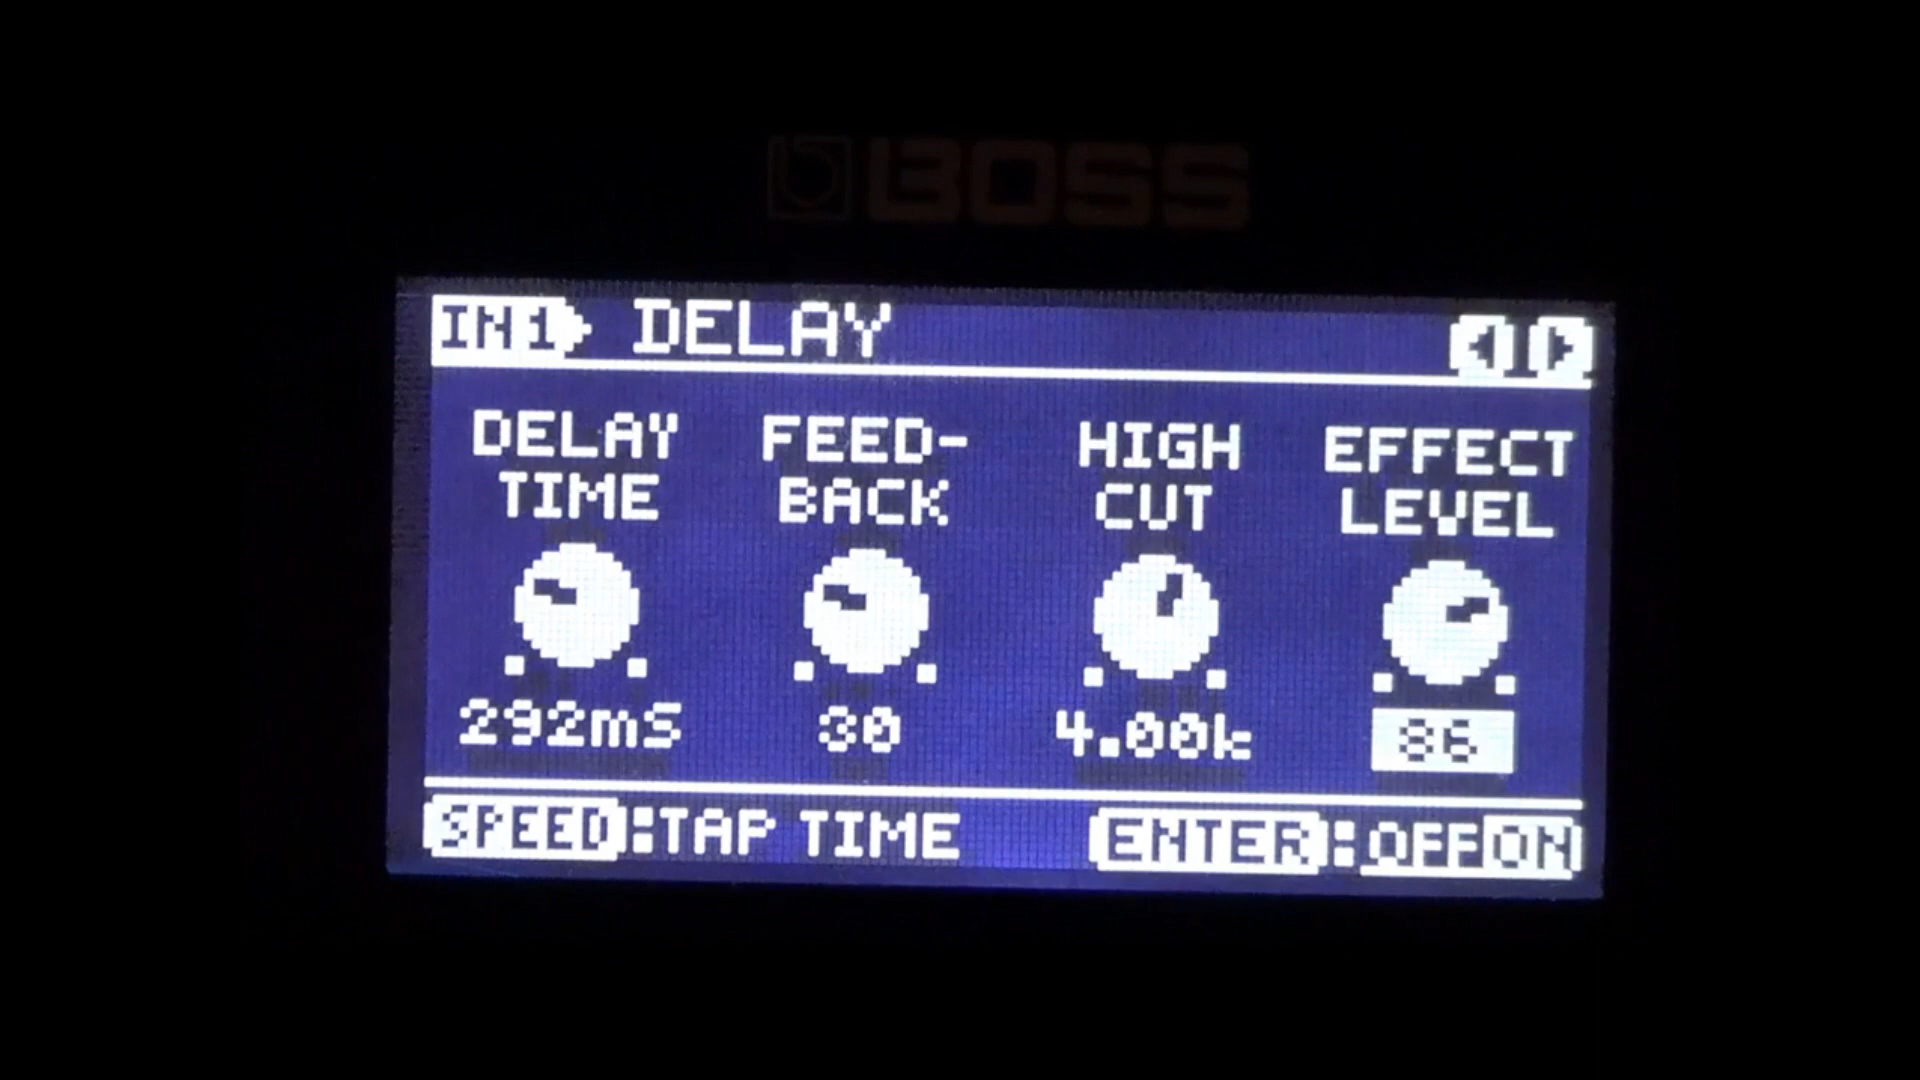 BOSS
IN1 DELAY
DELAY TIME
FEED-BACK
HIGH CUT
EFFECT LEVEL
292mS 30 4.00k 86
SPEED:TAP TIME ENTER:OFF ON